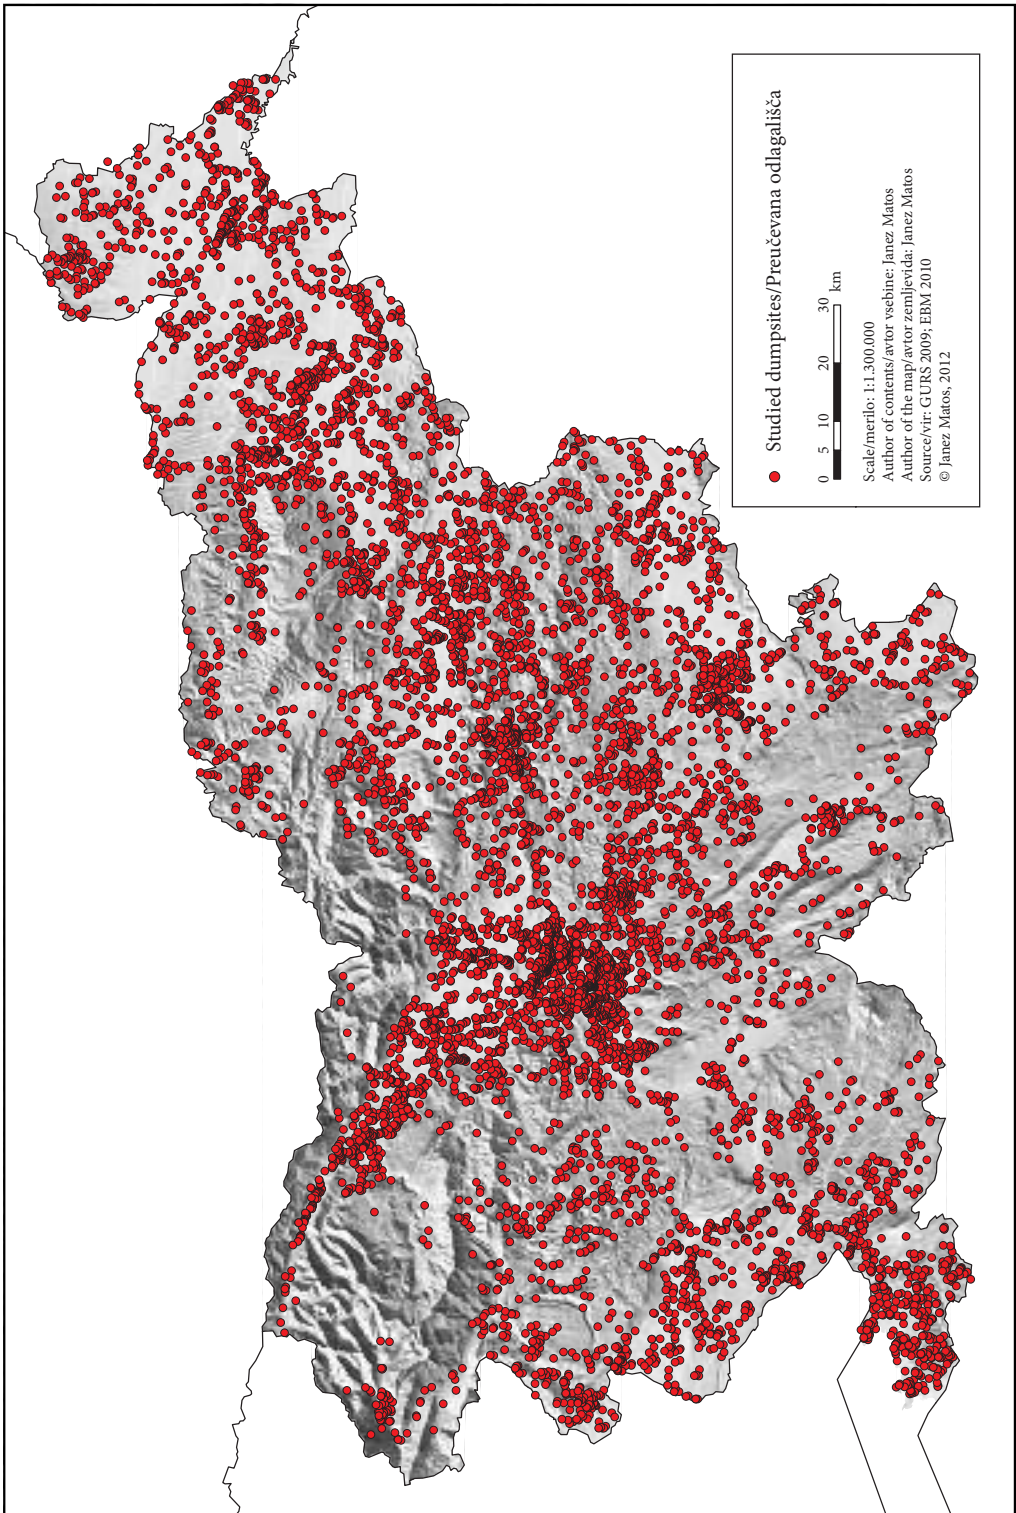 Studied dumpsites/Preučevana odlagališča
0 5 10 20 30 km
Scale/merilo: 1:1.300.000
Author of contents/avtor vsebine: Janez Matos
Author of the map/avtor zemljevida: Janez Matos
Source/vir: GURS 2009; EBM 2010
© Janez Matos, 2012